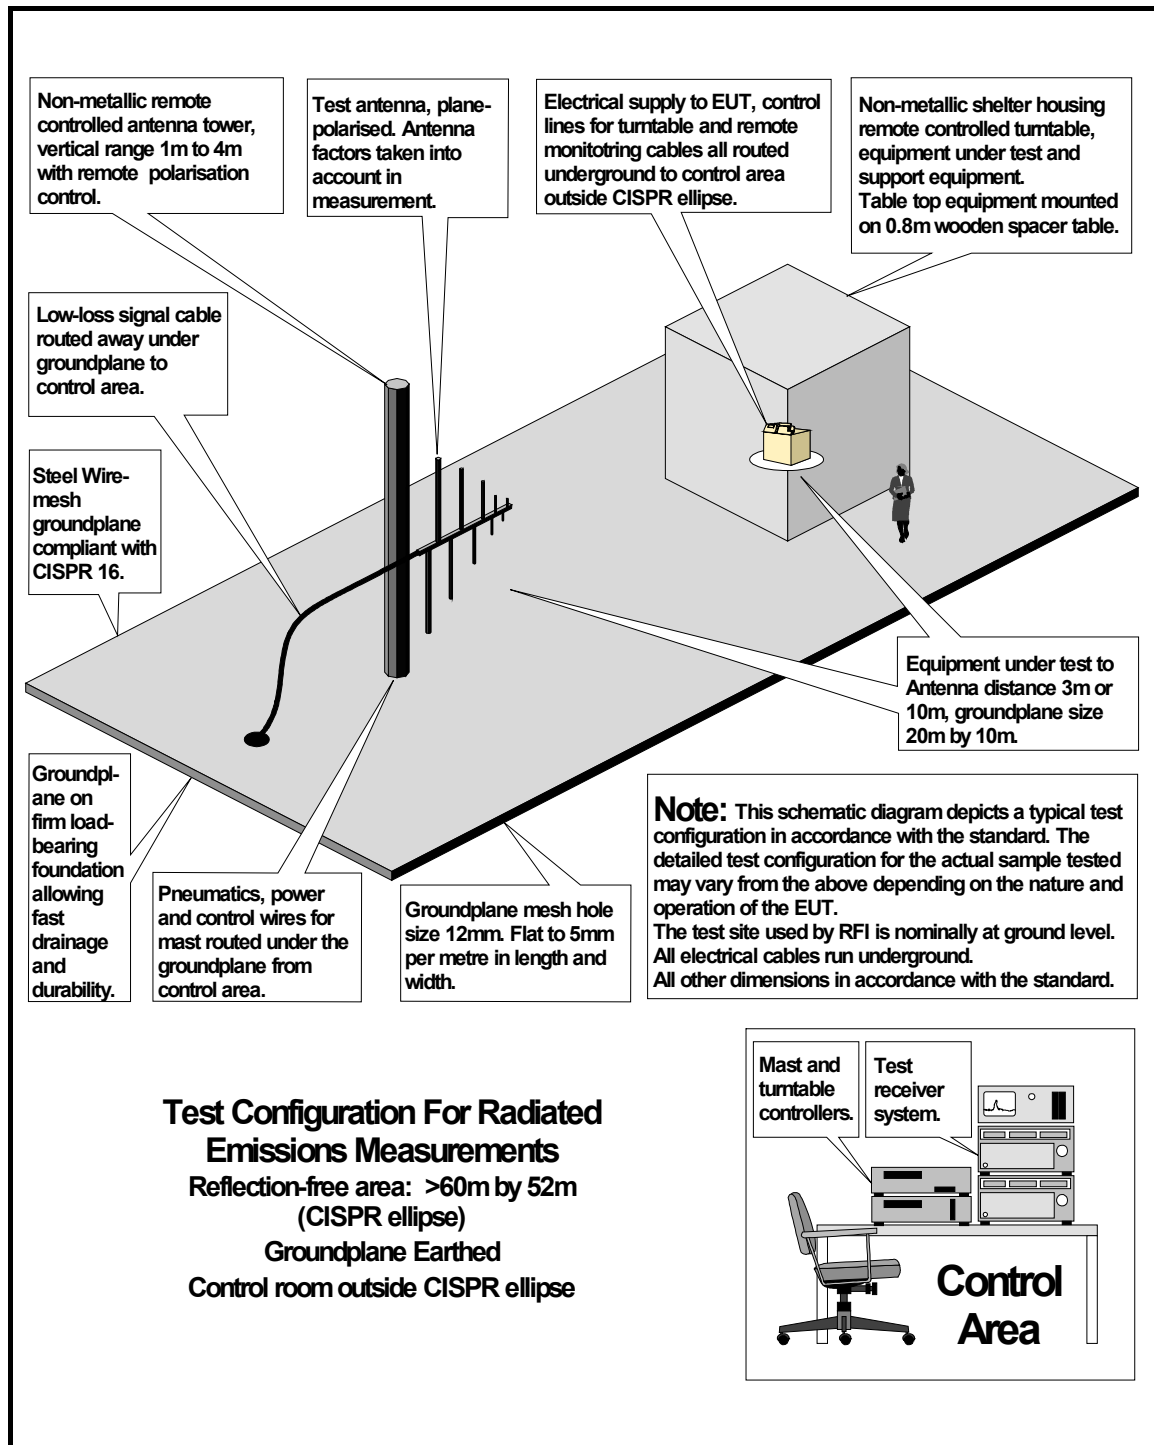 Non-metallic remote
controlled antenna tower,
vertical range 1m to 4m
with remote polarisation
control.
Test antenna, plane-
polarised. Antenna
factors taken into
account in
measurement.
Electrical supply to EUT, control
lines for turntable and remote
monitotring cables all routed
underground to control area
outside CISPR ellipse.
Non-metallic shelter housing
remote controlled turntable,
equipment under test and
support equipment.
Table top equipment mounted
on 0.8m wooden spacer table.
Low-loss signal cable
routed away under
groundplane to
control area.
Steel Wire-
mesh
groundplane
compliant with
CISPR 16.
Equipment under test to
Antenna distance 3m or
10m, groundplane size
20m by 10m.
Groundpl-
ane on
firm load-
bearing
foundation
allowing
fast
drainage
and
durability.
Pneumatics, power
and control wires for
mast routed under the
groundplane from
control area.
Groundplane mesh hole
size 12mm. Flat to 5mm
per metre in length and
width.
Note: This schematic diagram depicts a typical test
configuration in accordance with the standard. The
detailed test configuration for the actual sample tested
may vary from the above depending on the nature and
operation of the EUT.
The test site used by RFI is nominally at ground level.
All electrical cables run underground.
All other dimensions in accordance with the standard.
Test Configuration For Radiated
Emissions Measurements
Reflection-free area: >60m by 52m
(CISPR ellipse)
Groundplane Earthed
Control room outside CISPR ellipse
Mast and
turntable
controllers.
Test
receiver
system.
Control
Area